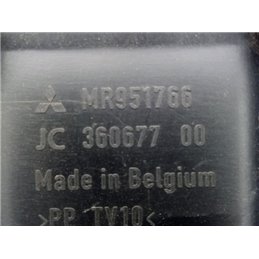 MR951766
JC 360677 00
Made in Belgium
>PP TV10<